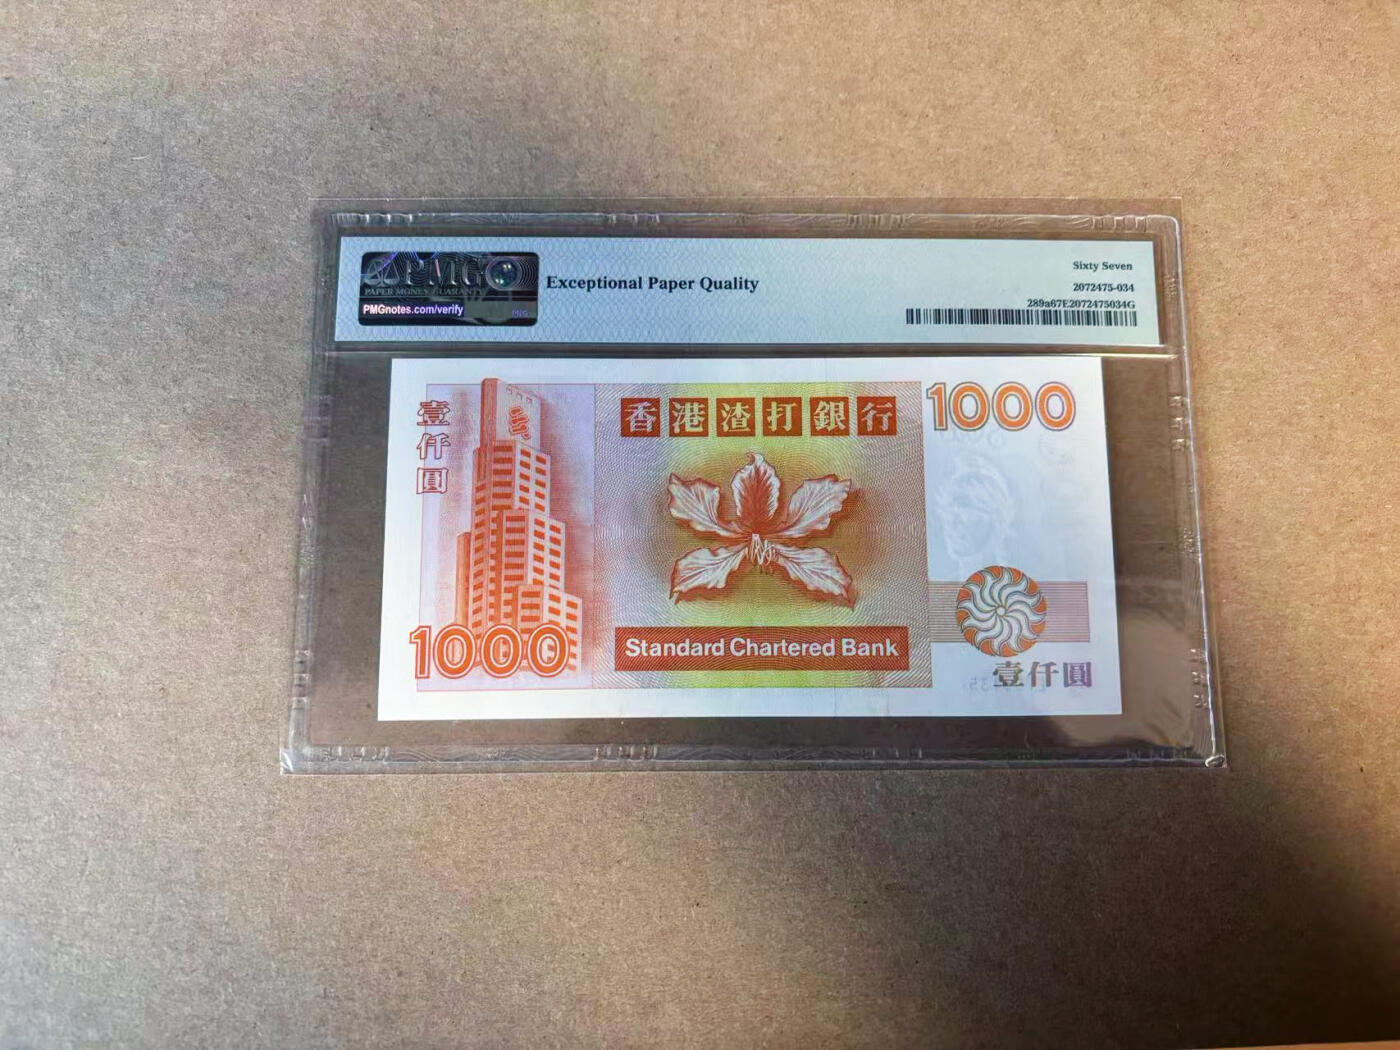 PMG
PAPER MONEY GUARANTY
PMGnotes.com/verify
PMG
Exceptional Paper Quality
Sixty Seven
2072475-034
289a67E2072475034G
壹仟圓
香港渣打銀行
1000
1000
Standard Chartered Bank
壹仟圓